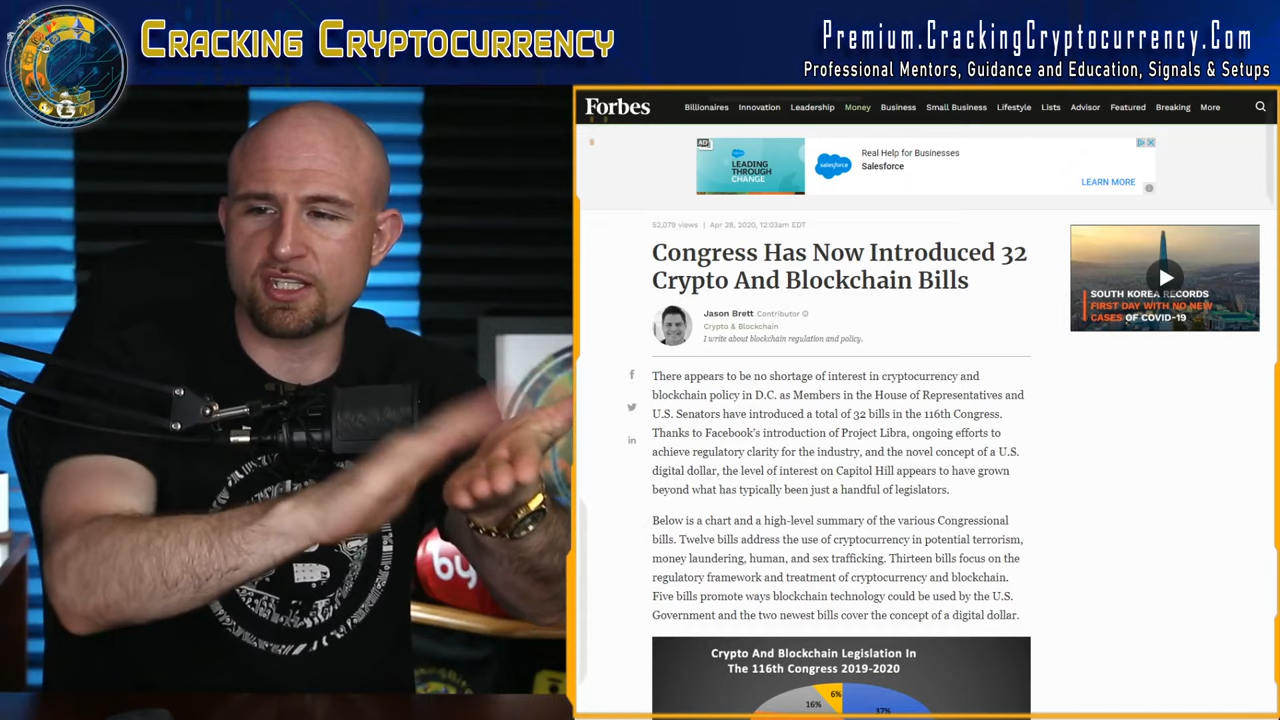 CRACKING CRYPTOCURRENCY
Premium.CrackingCryptocurrency.Com
Professional Mentors, Guidance and Education, Signals & Setups
Forbes
Billionaires Innovation Leadership Money Business Small Business Lifestyle Lists Advisor Featured Breaking More
AD
LEADING
THROUGH
CHANGE
salesforce
Real Help for Businesses
Salesforce
LEARN MORE
52,079 views | Apr 28, 2020, 12:03am EDT
Congress Has Now Introduced 32
Crypto And Blockchain Bills
Jason Brett Contributor
Crypto & Blockchain
I write about blockchain regulation and policy.
SOUTH KOREA RECORDS
FIRST DAY WITH NO NEW
CASES OF COVID-19
There appears to be no shortage of interest in cryptocurrency and
blockchain policy in D.C. as Members in the House of Representatives and
U.S. Senators have introduced a total of 32 bills in the 116th Congress.
Thanks to Facebook's introduction of Project Libra, ongoing efforts to
achieve regulatory clarity for the industry, and the novel concept of a U.S.
digital dollar, the level of interest on Capitol Hill appears to have grown
beyond what has typically been just a handful of legislators.
Below is a chart and a high-level summary of the various Congressional
bills. Twelve bills address the use of cryptocurrency in potential terrorism,
money laundering, human, and sex trafficking. Thirteen bills focus on the
regulatory framework and treatment of cryptocurrency and blockchain.
Five bills promote ways blockchain technology could be used by the U.S.
Government and the two newest bills cover the concept of a digital dollar.
Crypto And Blockchain Legislation In
The 116th Congress 2019-2020
6%
16%
37%
by